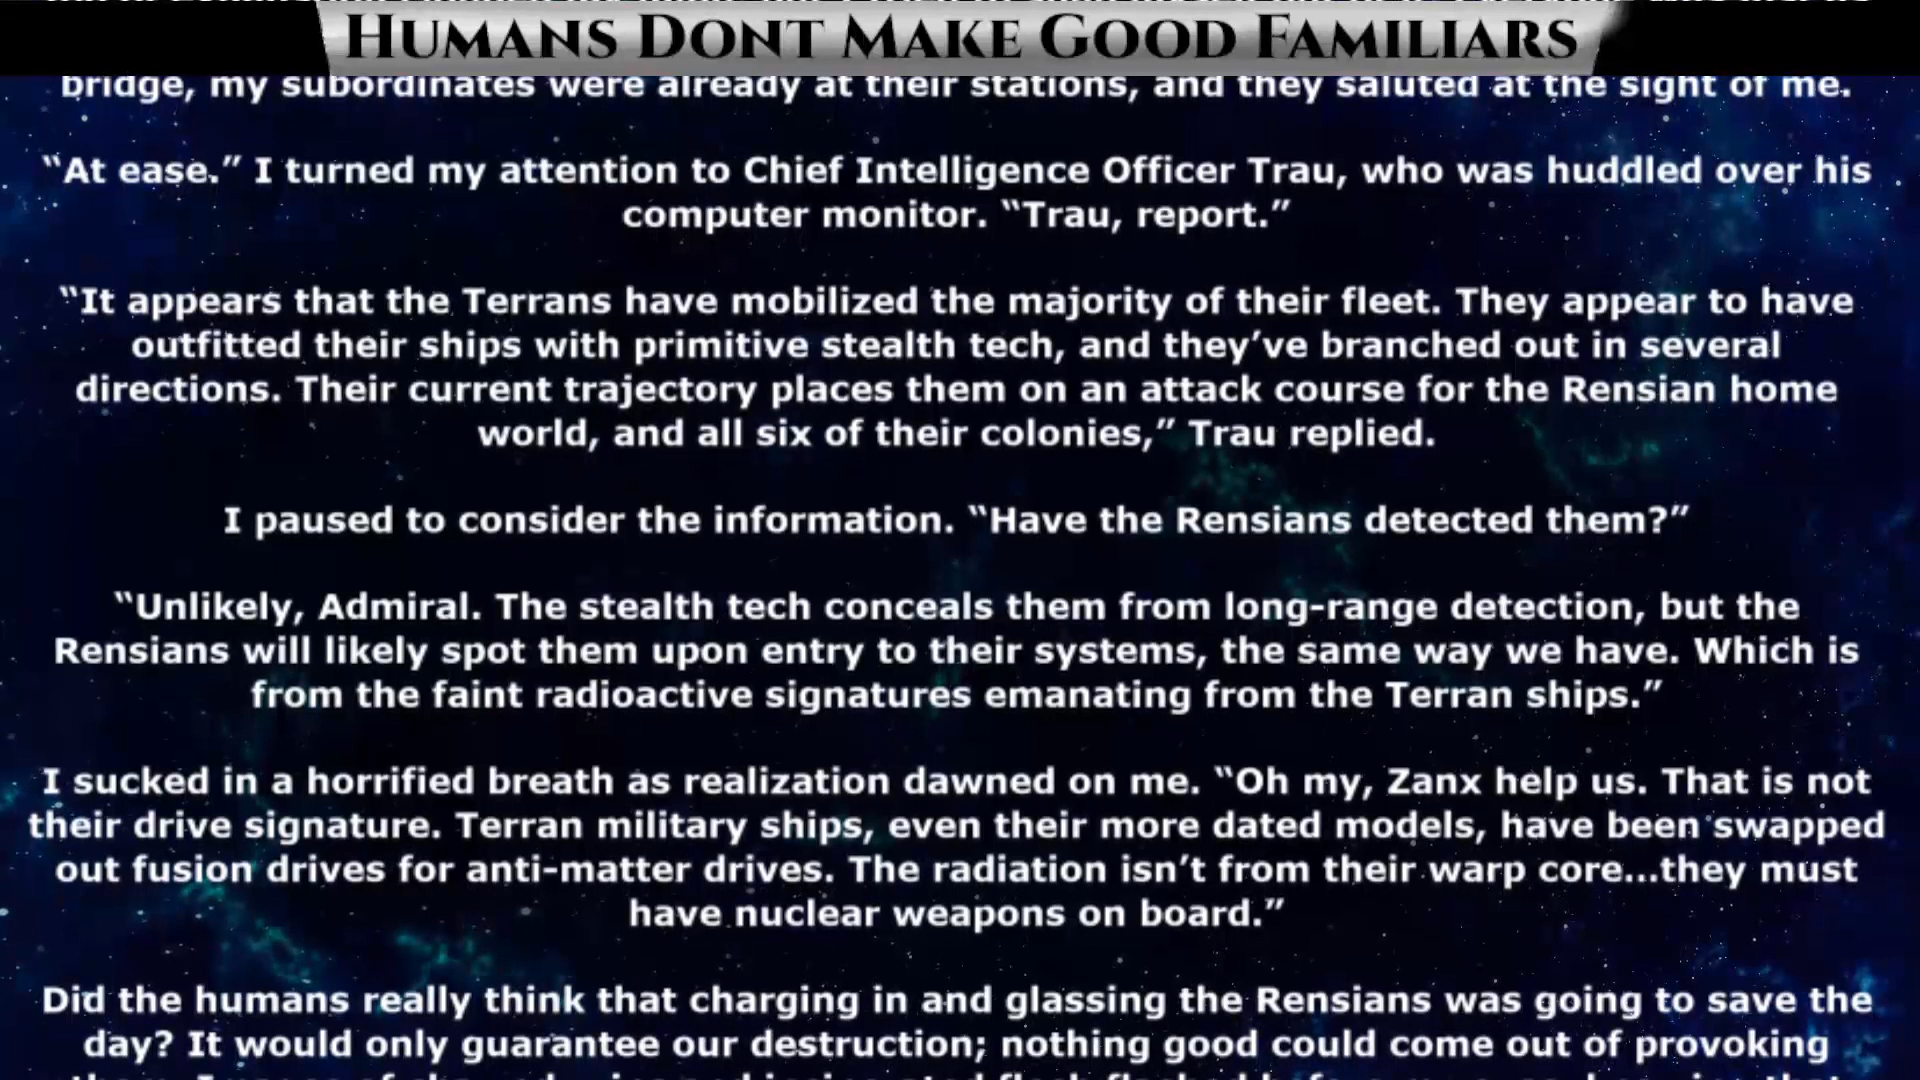 HUMANS DONT MAKE GOOD FAMILIARS
bridge, my subordinates were already at their stations, and they saluted at the sight of me.
“At ease.” I turned my attention to Chief Intelligence Officer Trau, who was huddled over his
computer monitor. “Trau, report.”
“It appears that the Terrans have mobilized the majority of their fleet. They appear to have
outfitted their ships with primitive stealth tech, and they’ve branched out in several
directions. Their current trajectory places them on an attack course for the Rensian home
world, and all six of their colonies,” Trau replied.
I paused to consider the information. “Have the Rensians detected them?”
“Unlikely, Admiral. The stealth tech conceals them from long-range detection, but the
Rensians will likely spot them upon entry to their systems, the same way we have. Which is
from the faint radioactive signatures emanating from the Terran ships.”
I sucked in a horrified breath as realization dawned on me. “Oh my, Zanx help us. That is not
their drive signature. Terran military ships, even their more dated models, have been swapped
out fusion drives for anti-matter drives. The radiation isn’t from their warp core...they must
have nuclear weapons on board.”
Did the humans really think that charging in and glassing the Rensians was going to save the
day? It would only guarantee our destruction; nothing good could come out of provoking